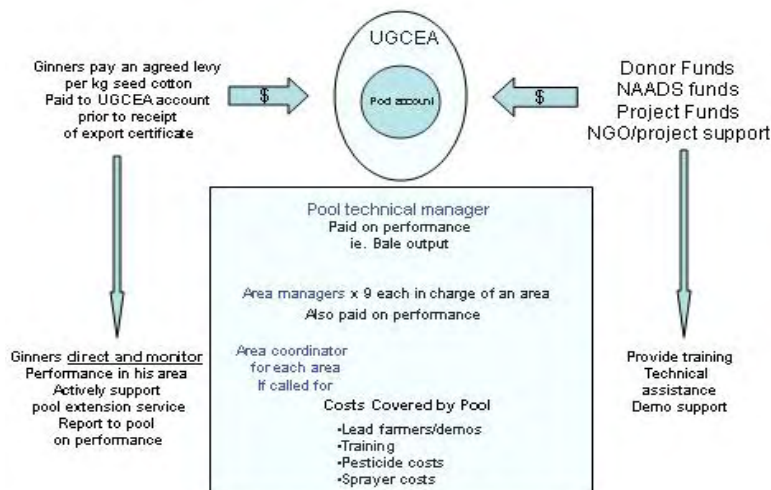 UGCEA
Pool account
Ginners pay an agreed levy
per kg seed cotton
Paid to UGCEA account
prior to receipt
of export certificate
$
$
Donor Funds
NAADS funds
Project Funds
NGO/project support
Pool technical manager
Paid on performance
ie. Bale output
Area managers x 9 each in charge of an area
Also paid on performance
Area coordinator
for each area
If called for
Costs Covered by Pool
•Lead farmers/demos
•Training
•Pesticide costs
•Sprayer costs
Ginners direct and monitor
Performance in his area
Actively support
pool extension service
Report to pool
on performance
Provide training
Technical
assistance
Demo support